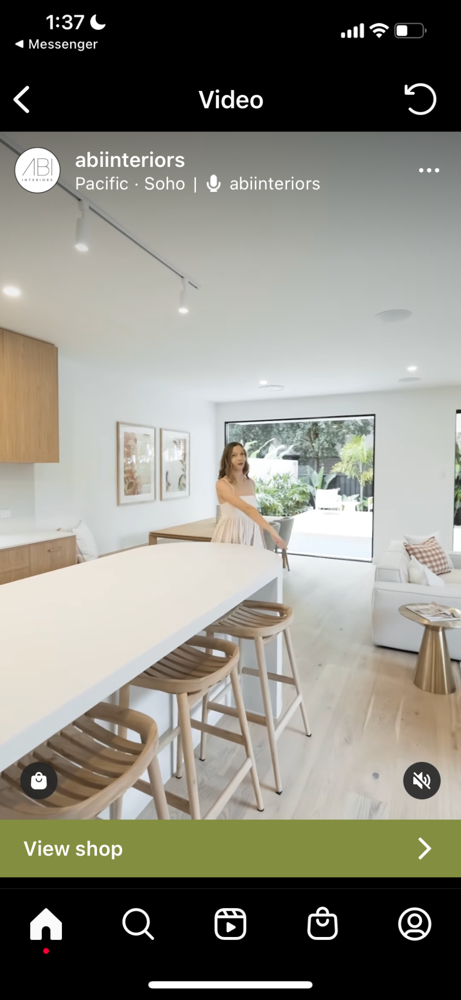 1:37
Messenger
Video
ABI
INTERIORS
abiinteriors
Pacific · Soho | abiinteriors
View shop